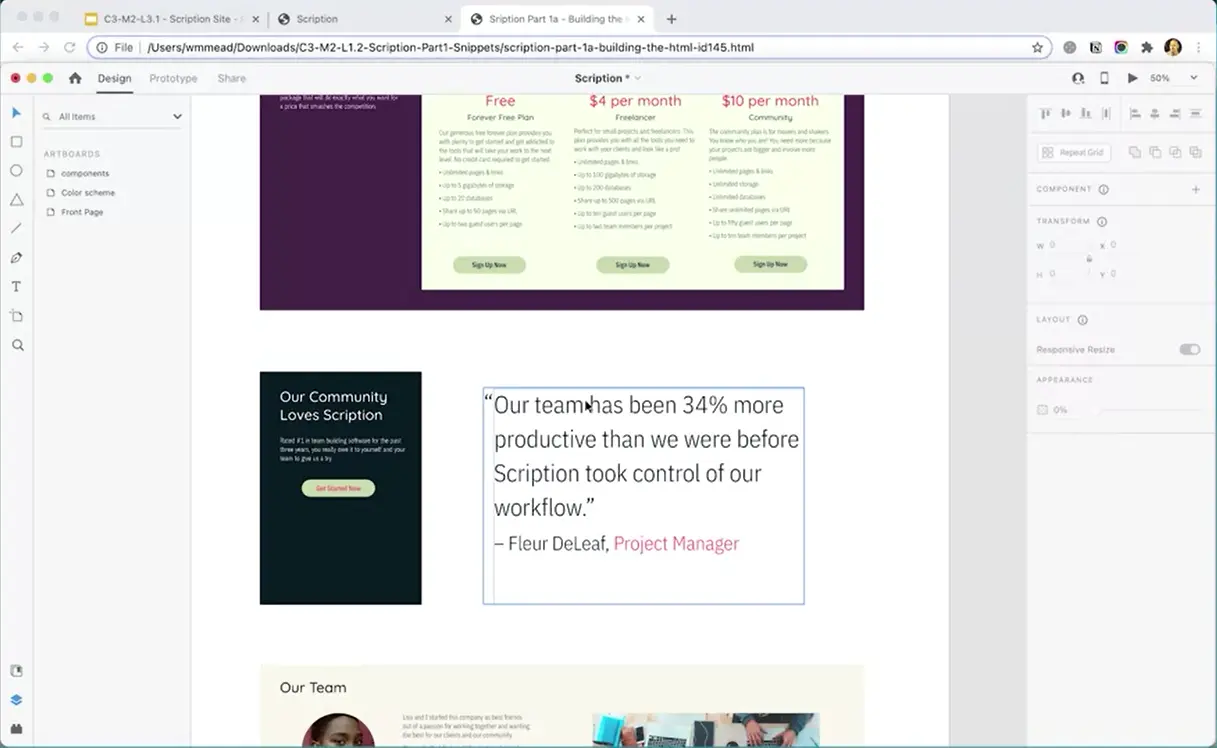 C3-M2-L3.1 - Scription Site -
Scription
Sription Part 1a - Building the
File /Users/wmmead/Downloads/C3-M2-L1.2-Scription-Part1-Snippets/scription-part-1a-building-the-html-id145.html
Design Prototype Share
Scription *
50%
All Items
ARTBOARDS
components
Color scheme
Front Page
package that will be exactly what you want for
a price that smashes the competition.
Free
Forever Free Plan
Our generous free forever plan provides you
with plenty to get started and get addicted to
the tools that will take your work to the next
level. No credit card required to get started.
• Unlimited pages & links
• Up to 5 gigabytes of storage
• Up to 20 databases
• Share up to 50 pages via URL
• Up to two guest users per page
Sign Up Now
$4 per month
Freelancer
Perfect for small projects and freelancers. This
plan provides you with all the tools you need to
work with your clients and look like a pro!
• Unlimited pages & links
• Up to 100 gigabytes of storage
• Up to 200 databases
• Share up to 500 pages via URL
• Up to ten guest users per page
• Up to two team members per project
Sign Up Now
$10 per month
Community
The community plan is for movers and shakers.
You know who you are! You need more because
your projects are bigger and involve more
people.
• Unlimited pages & links
• Unlimited storage
• Unlimited databases
• Share unlimited pages via URL
• Up to fifty guest users per page
• Up to ten team members per project
Sign Up Now
Our Community
Loves Scription
Rated #1 in team building software for the past
three years, you really owe it to yourself and your
team to give us a try.
Get Started Now
“Our team has been 34% more
productive than we were before
Scription took control of our
workflow.”
– Fleur DeLeaf, Project Manager
Our Team
Lisa and I started this company as best friends
out of a passion for working together and wanting
the best for our clients and our community.
Repeat Grid
COMPONENT
TRANSFORM
W 0 X 0
H 0 Y 0
LAYOUT
Responsive Resize
APPEARANCE
0%